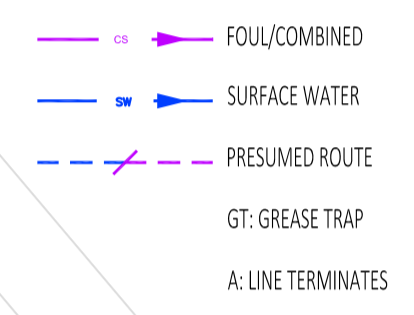 CS FOUL/COMBINED
SW SURFACE WATER
PRESUMED ROUTE
GT: GREASE TRAP
A: LINE TERMINATES